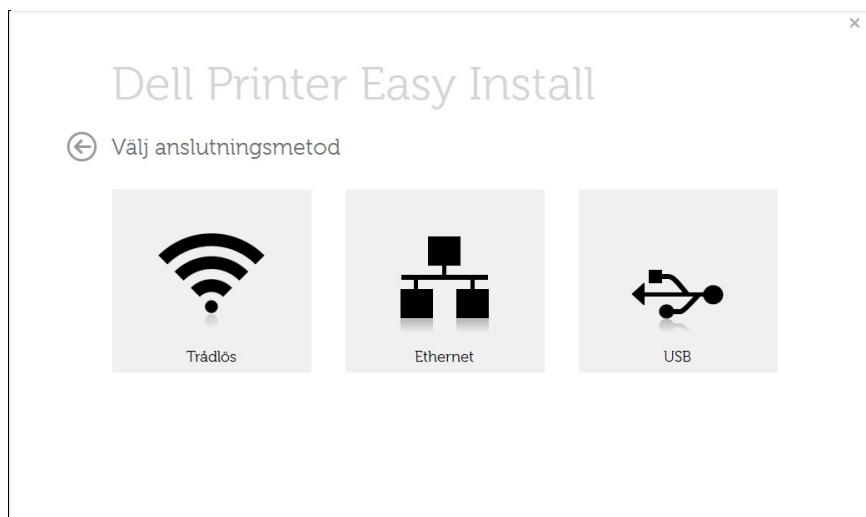 Dell Printer Easy Install
Välj anslutningsmetod
Trådlös
Ethernet
USB